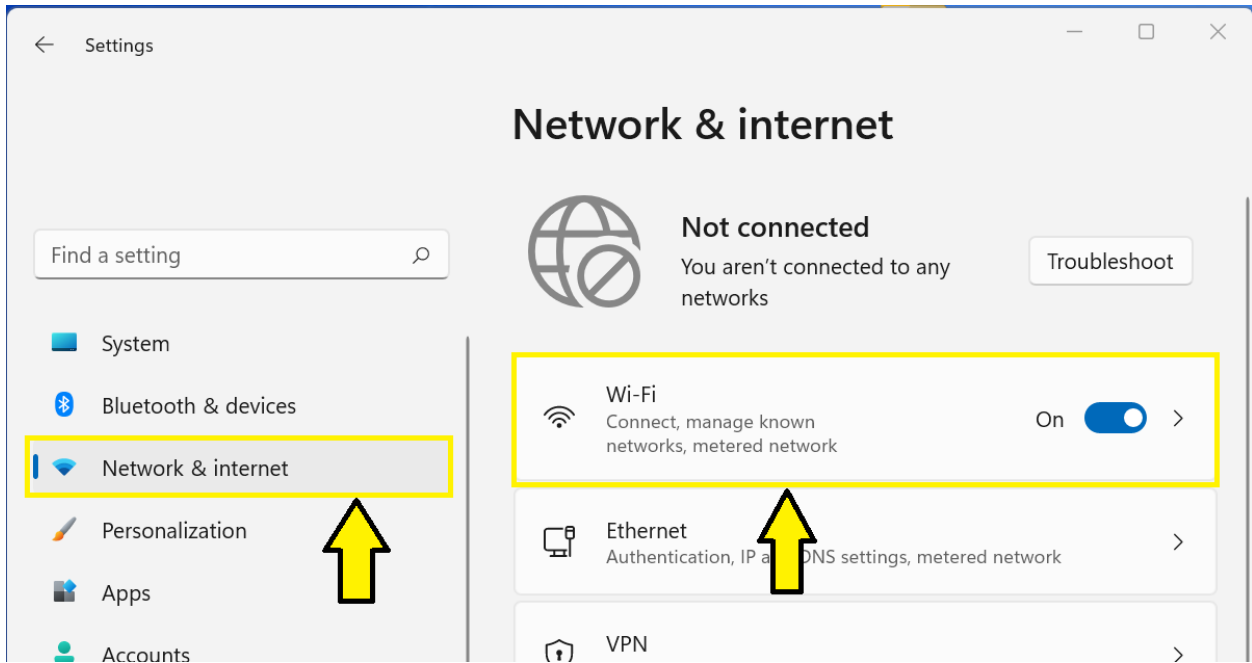 Settings
Network & internet
Find a setting
Not connected
You aren't connected to any
networks
Troubleshoot
System
Bluetooth & devices
Network & internet
Personalization
Apps
Accounts
Wi-Fi
Connect, manage known
networks, metered network
On
Ethernet
Authentication, IP a DNS settings, metered network
VPN